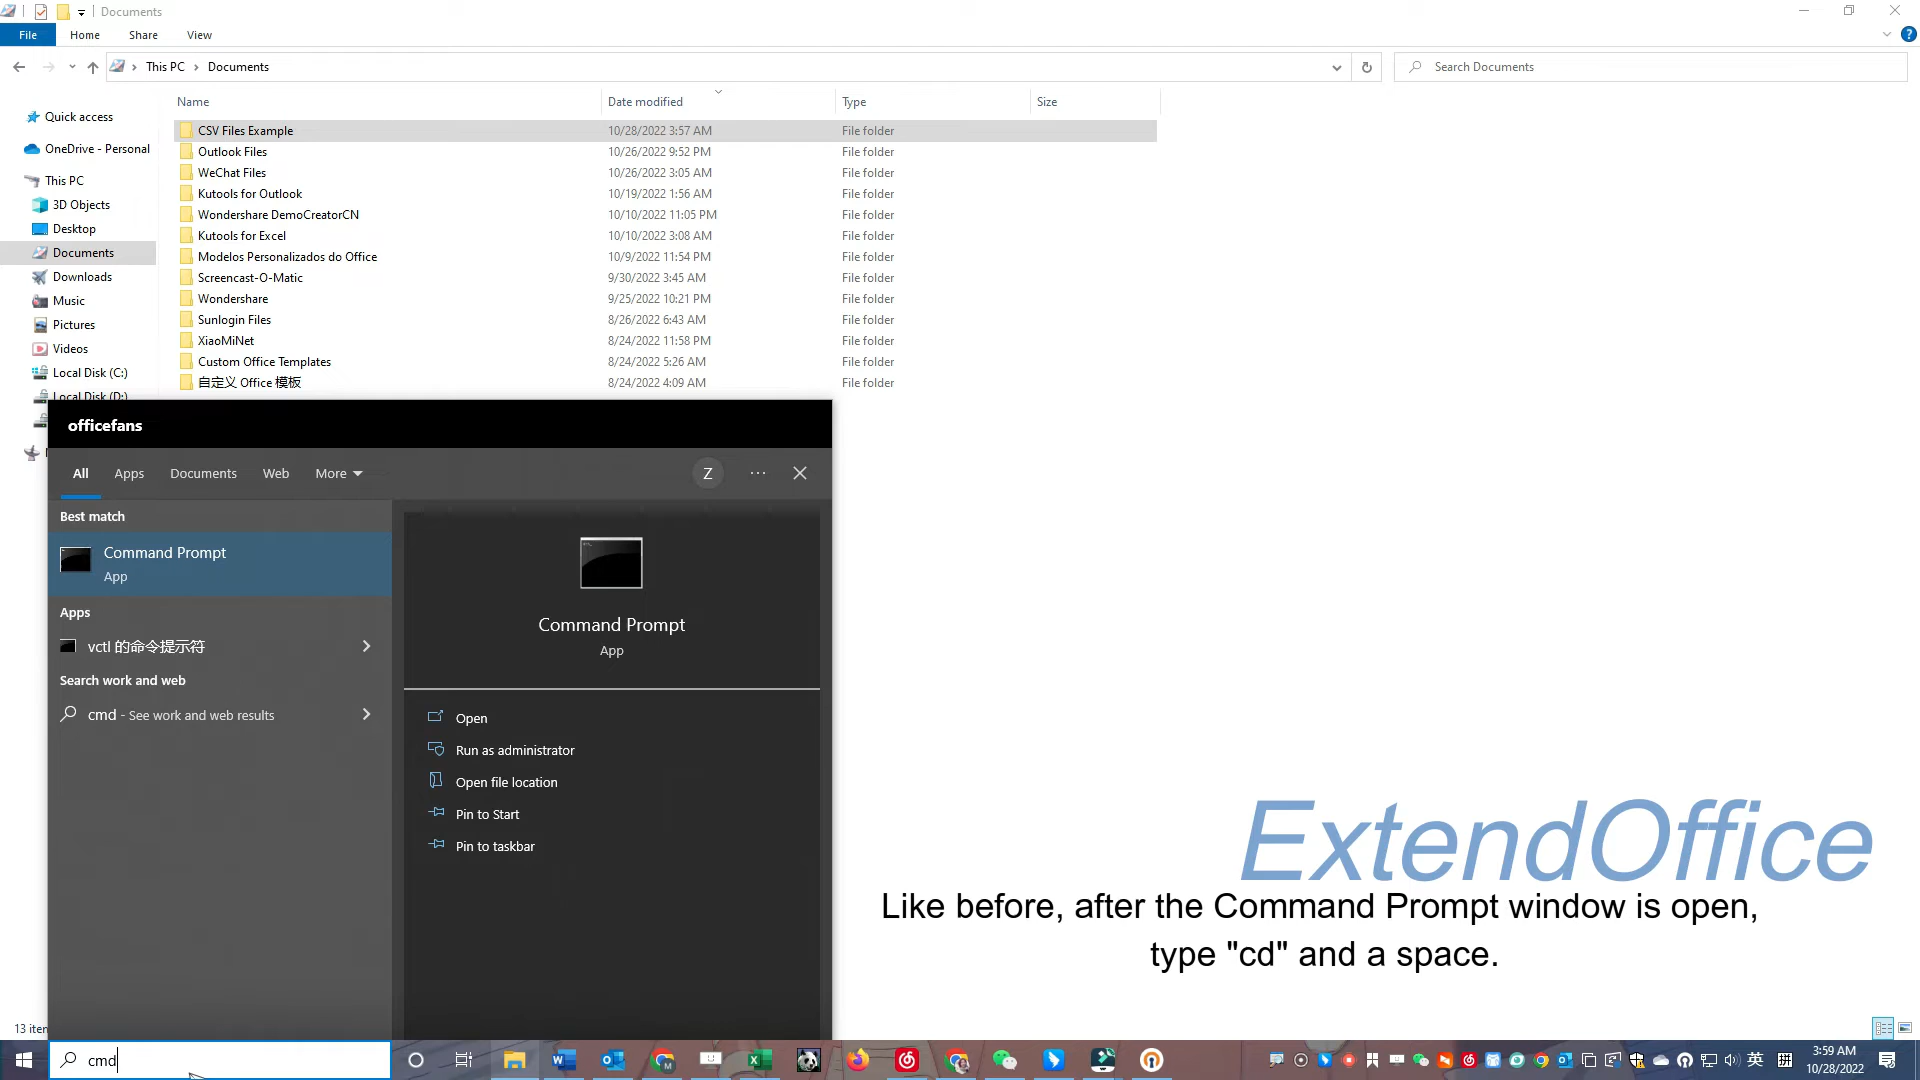 Documents
File Home Share View
This PC Documents
Search Documents
Name Date modified Type Size
Quick access
OneDrive - Personal
This PC
3D Objects
Desktop
Documents
Downloads
Music
Pictures
Videos
Local Disk (C:)
Local Disk (D:)
CSV Files Example 10/28/2022 3:57 AM File folder
Outlook Files 10/26/2022 9:52 PM File folder
WeChat Files 10/26/2022 3:05 AM File folder
Kutools for Outlook 10/19/2022 1:56 AM File folder
Wondershare DemoCreatorCN 10/10/2022 11:05 PM File folder
Kutools for Excel 10/10/2022 3:08 AM File folder
Modelos Personalizados do Office 10/9/2022 11:54 PM File folder
Screencast-O-Matic 9/30/2022 3:45 AM File folder
Wondershare 9/25/2022 10:21 PM File folder
Sunlogin Files 8/26/2022 6:43 AM File folder
XiaoMiNet 8/24/2022 11:58 PM File folder
Custom Office Templates 8/24/2022 5:26 AM File folder
自定义 Office 模板 8/24/2022 4:09 AM File folder
officefans
All Apps Documents Web More
Z
Best match
Command Prompt
App
Apps
vctl 的命令提示符
Search work and web
cmd - See work and web results
Command Prompt
App
Open
Run as administrator
Open file location
Pin to Start
Pin to taskbar
ExtendOffice
Like before, after the Command Prompt window is open,
type "cd" and a space.
13 iten
cmd
英
拼
3:59 AM
10/28/2022